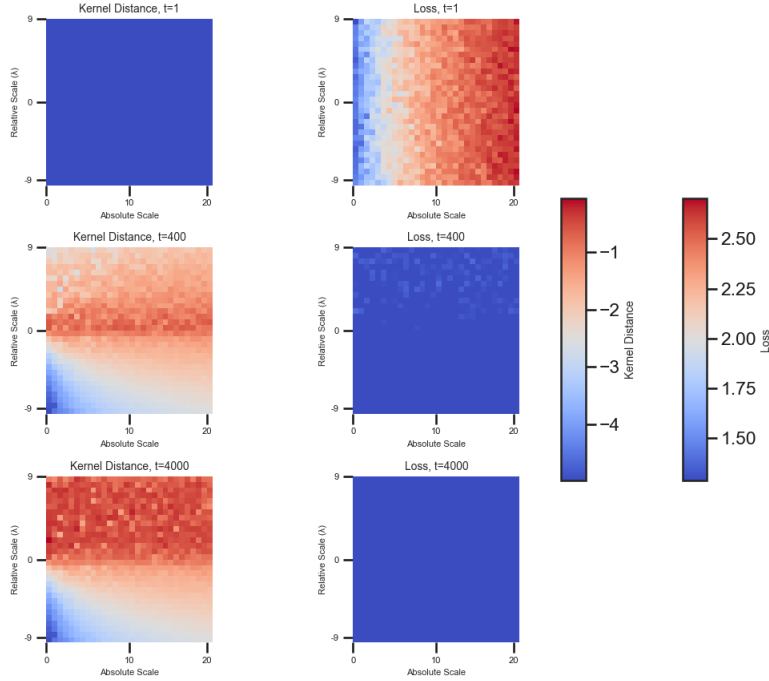 Kernel Distance, t=1
9
0
-9
Relative Scale (λ)
0 10 20
Absolute Scale
Loss, t=1
9
0
-9
Relative Scale (λ)
0 10 20
Absolute Scale
Kernel Distance, t=400
9
0
-9
Relative Scale (λ)
0 10 20
Absolute Scale
Loss, t=400
9
0
-9
Relative Scale (λ)
0 10 20
Absolute Scale
Kernel Distance, t=4000
9
0
-9
Relative Scale (λ)
0 10 20
Absolute Scale
Loss, t=4000
9
0
-9
Relative Scale (λ)
0 10 20
Absolute Scale
−1
−2
−3
−4
Kernel Distance
2.50
2.25
2.00
1.75
1.50
Loss